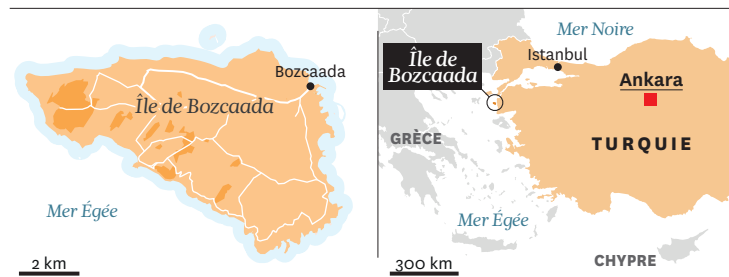 Bozcaada
Île de Bozcaada
Mer Égée
2 km
Mer Noire
Île de
Bozcaada
Istanbul
Ankara
GRÈCE
TURQUIE
Mer Égée
CHYPRE
300 km